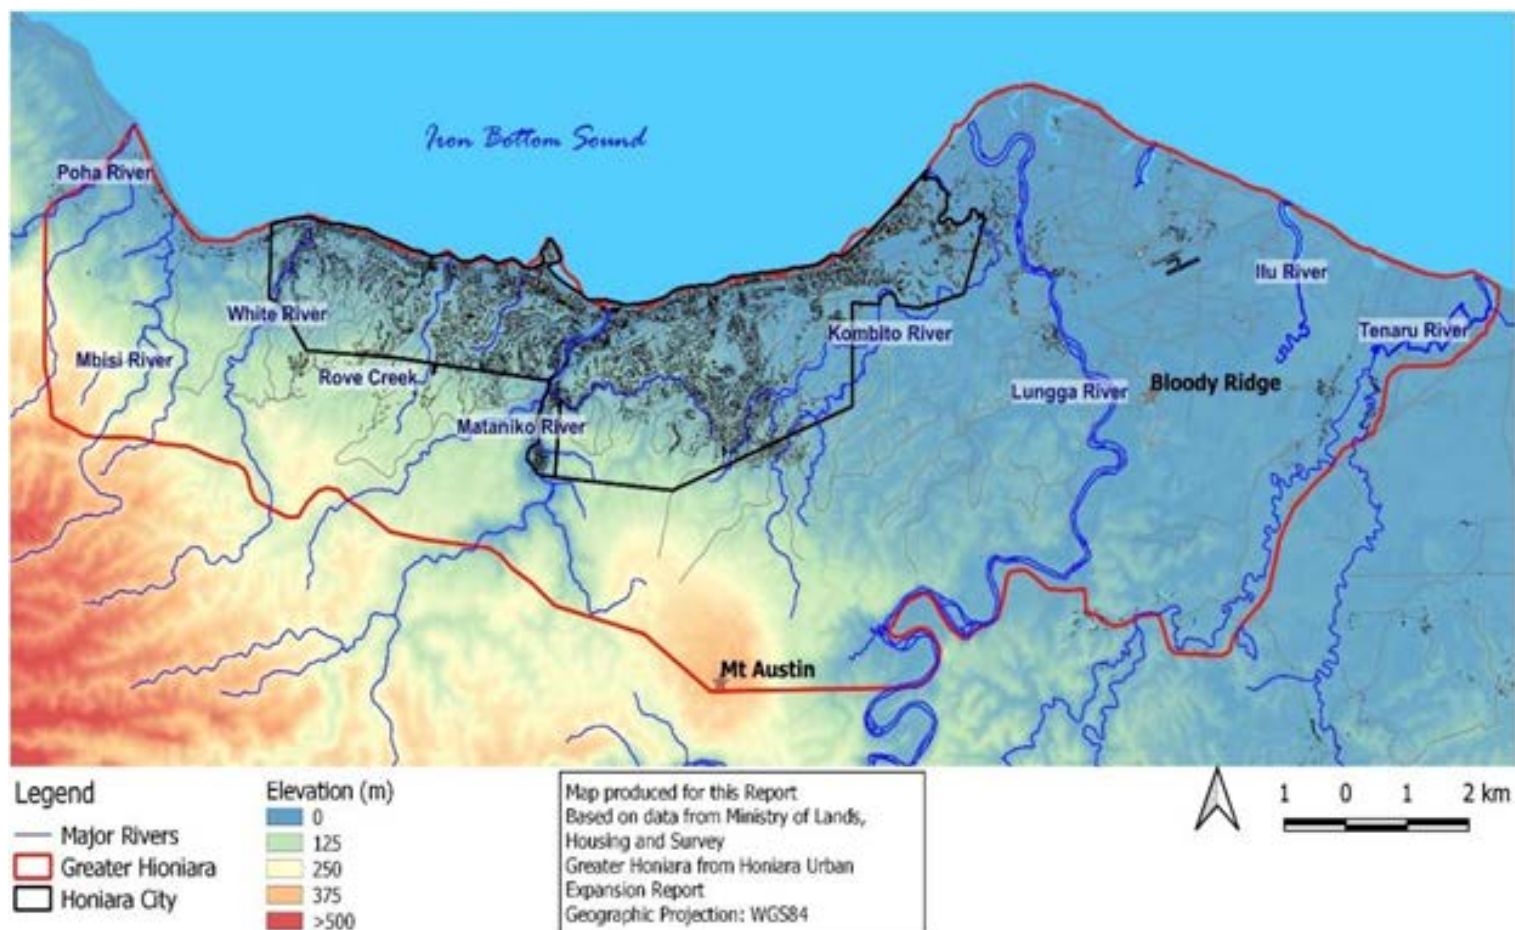 Iron Bottom Sound
Poha River
White River
Illu River
Kombito River
Tenaru River
Mbisi River
Rove Creek
Bloody Ridge
Lungga River
Mataniko River
Mt Austin
Legend
Major Rivers
Greater Hioniara
Honiara City
Elevation (m)
0
125
250
375
>500
Map produced for this Report
Based on data from Ministry of Lands,
Housing and Survey
Greater Honiara from Honiara Urban
Expansion Report
Geographic Projection: WGS84
1 0 1 2 km